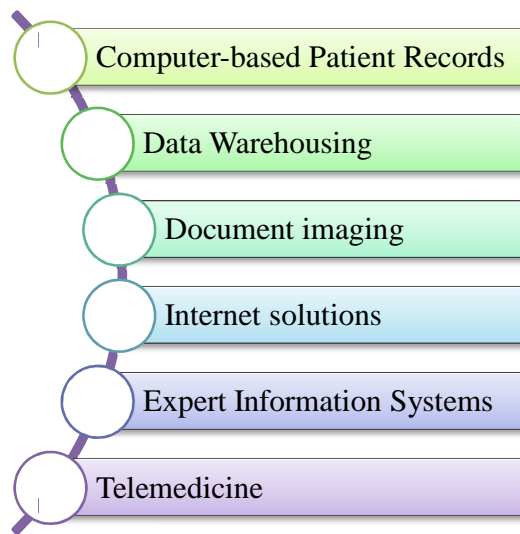 Computer-based Patient Records
Data Warehousing
Document imaging
Internet solutions
Expert Information Systems
Telemedicine